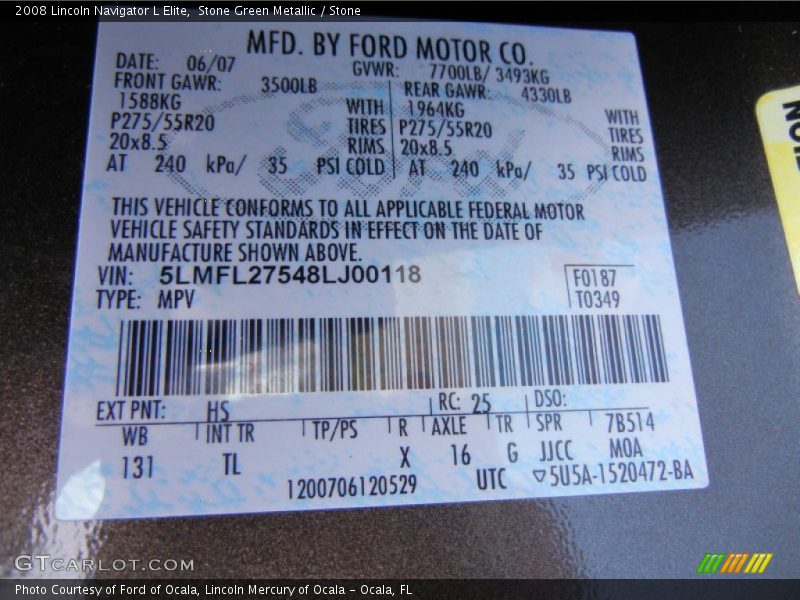 2008 Lincoln Navigator L Elite,  Stone Green Metallic / Stone
MFD. BY FORD MOTOR CO.
DATE: 06/07 GVWR: 7700LB/ 3493KG
FRONT GAWR: 3500LB REAR GAWR: 4330LB
1588KG WITH 1964KG WITH
P275/55R20 TIRES P275/55R20 TIRES
20x8.5 RIMS 20x8.5 RIMS
AT 240 kPa/ 35 PSI COLD AT 240 kPa/ 35 PSI COLD
THIS VEHICLE CONFORMS TO ALL APPLICABLE FEDERAL MOTOR
VEHICLE SAFETY STANDARDS IN EFFECT ON THE DATE OF
MANUFACTURE SHOWN ABOVE.
VIN: 5LMFL27548LJ00118 F0187
TYPE: MPV T0349
EXT PNT: HS RC: 25 DSO:
WB INT TR TP/PS R AXLE TR SPR 7B514
131 TL X 16 G JJCC MOA
1200706120529 UTC 5U5A-1520472-BA
GTCARLOT.COM
Photo Courtesy of Ford of Ocala, Lincoln Mercury of Ocala - Ocala, FL